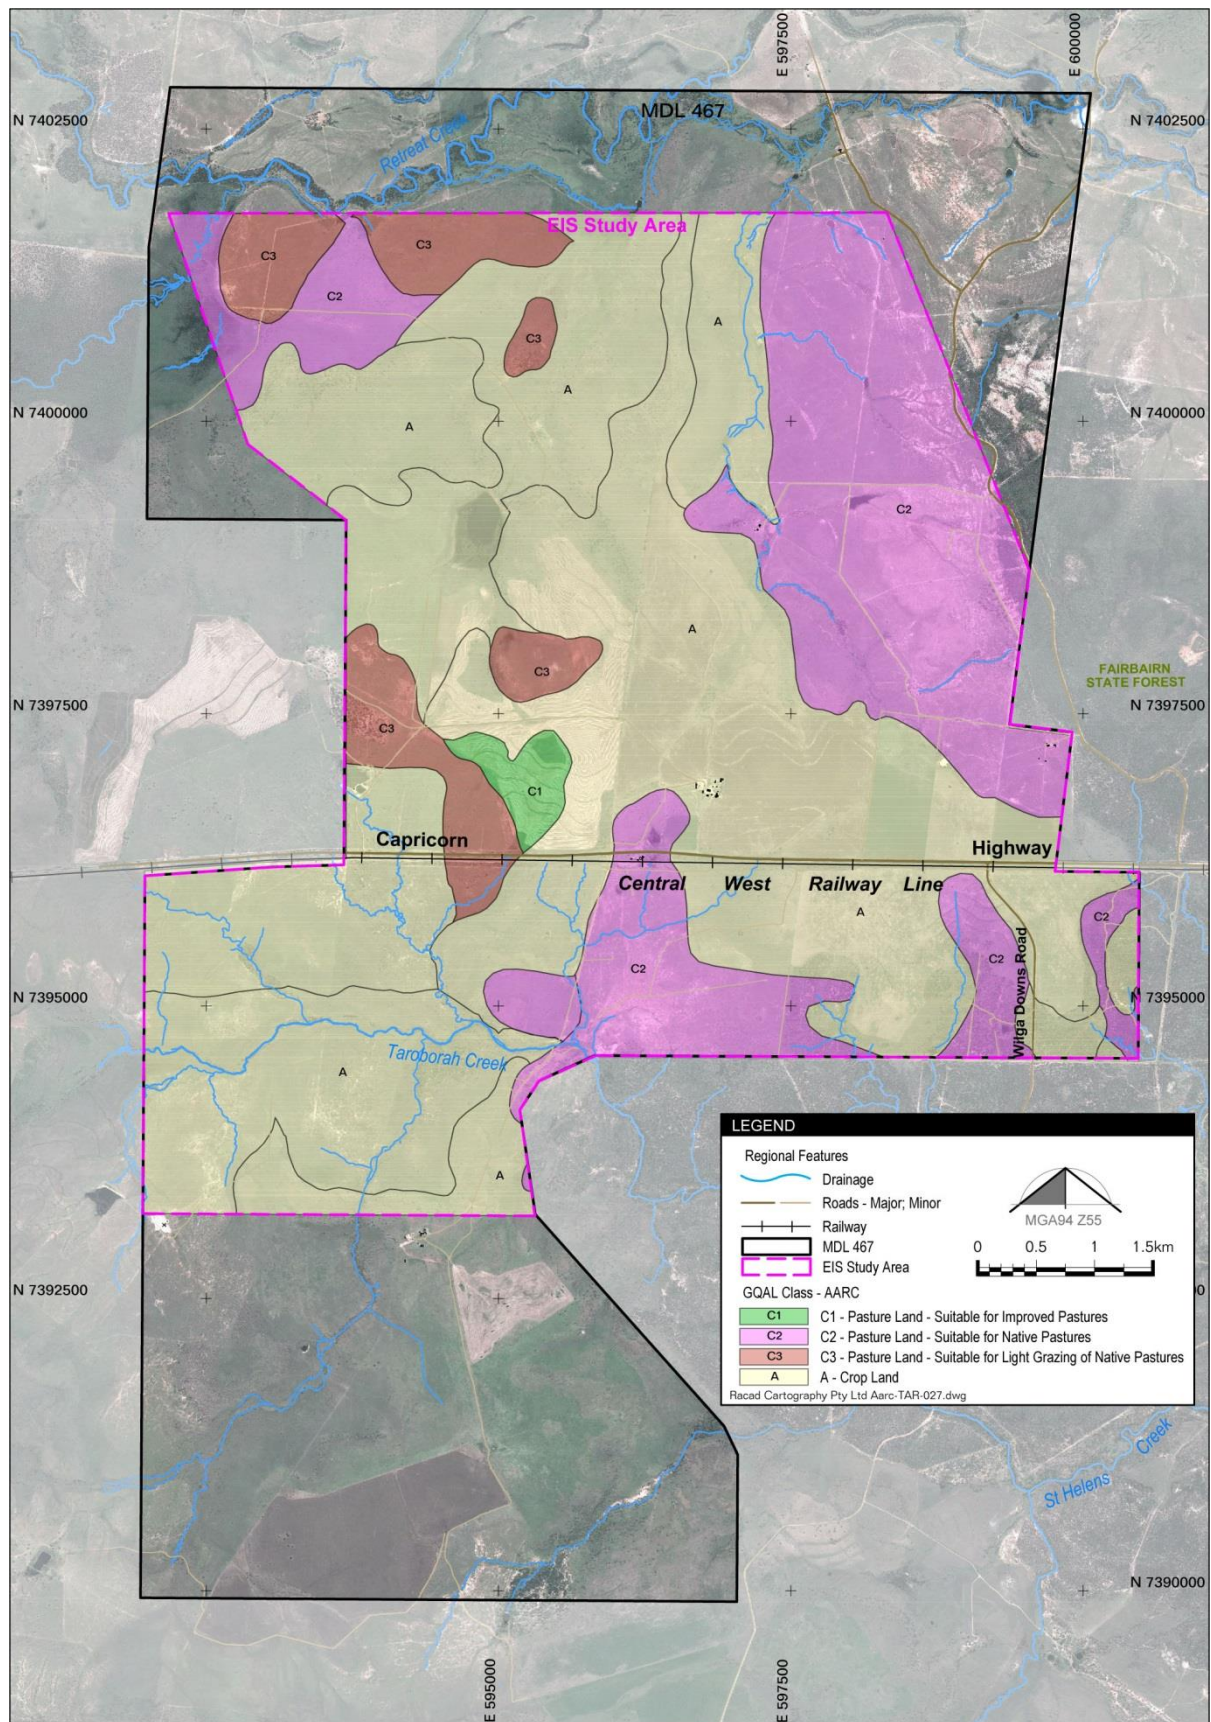 E 597500
E 600000
MDL 467
N 7402500
N 7402500
Retreat Creek
EIS Study Area
C3
C3
C2
A
C3
A
N 7400000
N 7400000
A
C2
A
C3
FAIRBAIRN
STATE FOREST
N 7397500
N 7397500
C3
C1
Capricorn
Highway
Central West Railway Line
A
C2
C2
C2
Wilga Downs Road
N 7395000
N 7395000
Taroborah Creek
A
A
LEGEND
Regional Features
Drainage
Roads - Major; Minor
Railway
MDL 467
EIS Study Area
MGA94 Z55
0 0.5 1 1.5km
GQAL Class - AARC
C1 C1 - Pasture Land - Suitable for Improved Pastures
C2 C2 - Pasture Land - Suitable for Native Pastures
C3 C3 - Pasture Land - Suitable for Light Grazing of Native Pastures
A A - Crop Land
Racad Cartography Pty Ltd Aarc-TAR-027.dwg
N 7392500
St Helens Creek
N 7390000
E 595000
E 597500